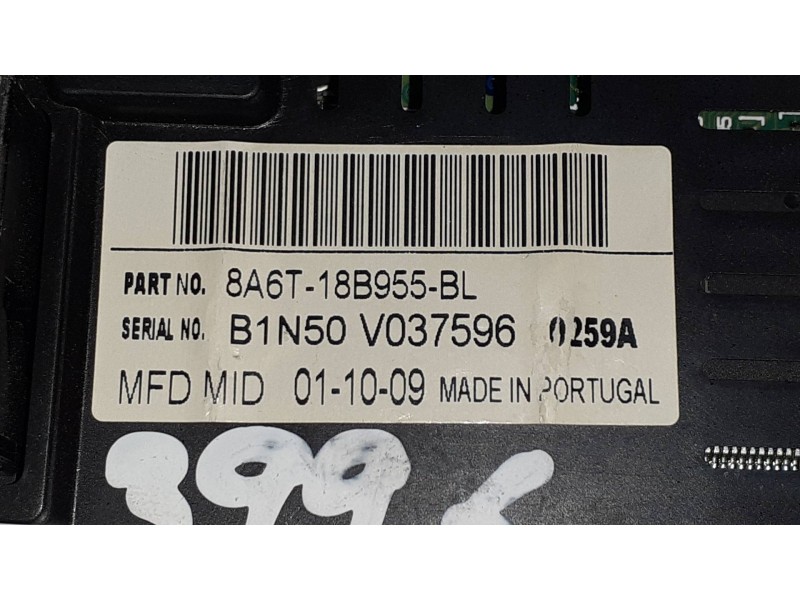 PART NO. 8A6T-18B955-BL
SERIAL NO. B1N50 V037596 0259A
MFD MID 01-10-09 MADE IN PORTUGAL